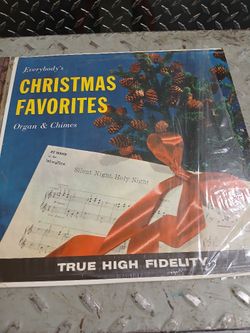 Everybody's
CHRISTMAS
FAVORITES
Organ & Chimes
Silent Night, Holy Night
TRUE HIGH FIDELITY